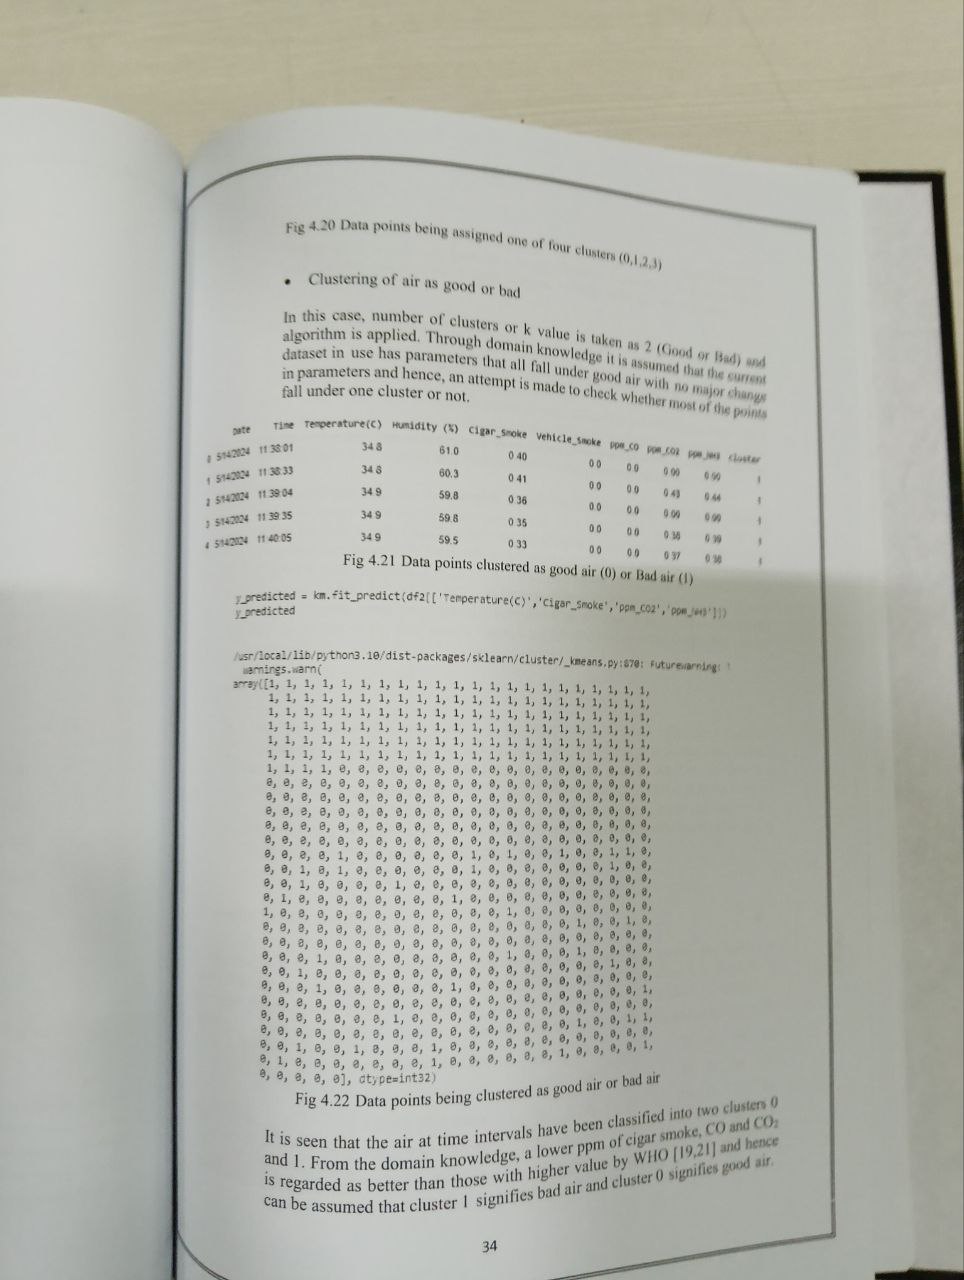 Fig 4.20 Data points being assigned one of four clusters (0,1,2,3)
• Clustering of air as good or bad
In this case, number of clusters or k value is taken as 2 (Good or Bad) and
algorithm is applied. Through domain knowledge it is assumed that the current
dataset in use has parameters that all fall under good air with no major change
in parameters and hence, an attempt is made to check whether most of the points
fall under one cluster or not.
Date Time Temperature(C) Humidity (%) Cigar_Smoke Vehicle_Smoke ppm_CO ppm_CO2 ppm_NH3 Cluster
0 5/14/2024 11:38:01 34.8 61.0 0.40 0.0 0.0 1
1 5/14/2024 11:38:33 34.8 60.3 0.41 0.0 0.0 0.43 0.44 1
2 5/14/2024 11:39:04 34.9 59.8 0.36 0.0 0.0 1
3 5/14/2024 11:39:35 34.9 59.8 0.35 0.0 0.0 0.38 1
4 5/14/2024 11:40:05 34.9 59.5 0.33 0.0 0.0 0.37 0.38 1
Fig 4.21 Data points clustered as good air (0) or Bad air (1)
y_predicted = km.fit_predict(df2[['Temperature(C)','Cigar_Smoke','ppm_CO2','ppm_NH3']])
y_predicted
/usr/local/lib/python3.10/dist-packages/sklearn/cluster/_kmeans.py:870: FutureWarning:
warnings.warn(
array([1, 1, 1, 1, 1, 1, 1, 1, 1, 1, 1, 1, 1, 1, 1, 1, 1, 1, 1, 1, 1,
1, 1, 1, 1, 1, 1, 1, 1, 1, 1, 1, 1, 1, 1, 1, 1, 1, 1, 1, 1, 1,
1, 1, 1, 1, 1, 1, 1, 1, 1, 1, 1, 1, 1, 1, 1, 1, 1, 1, 1, 1, 1,
1, 1, 1, 1, 1, 1, 1, 1, 1, 1, 1, 1, 1, 1, 1, 1, 1, 1, 1, 1, 1,
1, 1, 1, 1, 1, 1, 1, 1, 1, 1, 1, 1, 1, 1, 1, 1, 1, 1, 1, 1, 1,
1, 1, 1, 1, 1, 1, 1, 1, 1, 1, 1, 1, 1, 1, 1, 1, 1, 1, 1, 1, 1,
1, 1, 1, 1, 0, 0, 0, 0, 0, 0, 0, 0, 0, 0, 0, 0, 0, 0, 0, 0, 0,
0, 0, 0, 0, 0, 0, 0, 0, 0, 0, 0, 0, 0, 0, 0, 0, 0, 0, 0, 0, 0,
0, 0, 0, 0, 0, 0, 0, 0, 0, 0, 0, 0, 0, 0, 0, 0, 0, 0, 0, 0, 0,
0, 0, 0, 0, 0, 0, 0, 0, 0, 0, 0, 0, 0, 0, 0, 0, 0, 0, 0, 0, 0,
0, 0, 0, 0, 0, 0, 0, 0, 0, 0, 0, 0, 0, 0, 0, 0, 0, 0, 0, 0, 0,
0, 0, 0, 0, 0, 0, 0, 0, 0, 0, 0, 0, 0, 0, 0, 0, 0, 0, 0, 0, 0,
0, 0, 0, 0, 1, 0, 0, 0, 0, 0, 0, 1, 0, 1, 0, 0, 1, 0, 0, 1, 1, 0,
0, 0, 1, 0, 1, 0, 0, 0, 0, 0, 0, 1, 0, 0, 0, 0, 0, 0, 0, 1, 0, 0,
0, 0, 1, 0, 0, 0, 0, 1, 0, 0, 0, 0, 0, 0, 0, 0, 0, 0, 0, 0, 0,
0, 1, 0, 0, 0, 0, 0, 0, 0, 0, 1, 0, 0, 0, 0, 0, 0, 0, 0, 0, 0,
1, 0, 0, 0, 0, 0, 0, 0, 0, 0, 0, 0, 0, 1, 0, 0, 0, 0, 0, 0, 0,
0, 0, 0, 0, 0, 0, 0, 0, 0, 0, 0, 0, 0, 0, 0, 0, 0, 1, 0, 0, 1, 0,
0, 0, 0, 0, 0, 0, 0, 0, 0, 0, 0, 0, 0, 0, 0, 0, 0, 0, 0, 0, 0,
0, 0, 0, 1, 0, 0, 0, 0, 0, 0, 0, 0, 0, 1, 0, 0, 0, 1, 0, 0, 0, 0,
0, 0, 1, 0, 0, 0, 0, 0, 0, 0, 0, 0, 0, 0, 0, 0, 0, 0, 0, 1, 0, 0,
0, 0, 0, 1, 0, 0, 0, 0, 0, 0, 1, 0, 0, 0, 0, 0, 0, 0, 0, 0, 0,
0, 0, 0, 0, 0, 0, 0, 0, 0, 0, 0, 0, 0, 0, 0, 0, 0, 0, 0, 0, 1,
0, 0, 0, 0, 0, 0, 0, 1, 0, 0, 0, 0, 0, 0, 0, 0, 0, 0, 0, 0, 0,
0, 0, 0, 0, 0, 0, 0, 0, 0, 0, 0, 0, 0, 0, 0, 0, 0, 1, 0, 0, 1, 1,
0, 0, 1, 0, 0, 1, 0, 0, 0, 1, 0, 0, 0, 0, 0, 0, 0, 0, 0, 0, 0,
0, 1, 0, 0, 0, 0, 0, 0, 0, 1, 0, 0, 0, 0, 0, 0, 1, 0, 0, 0, 0, 1,
0, 0, 0, 0, 0], dtype=int32)
Fig 4.22 Data points being clustered as good air or bad air
It is seen that the air at time intervals have been classified into two clusters 0
and 1. From the domain knowledge, a lower ppm of cigar smoke, CO and CO₂
is regarded as better than those with higher value by WHO [19,21] and hence
can be assumed that cluster 1 signifies bad air and cluster 0 signifies good air.
34